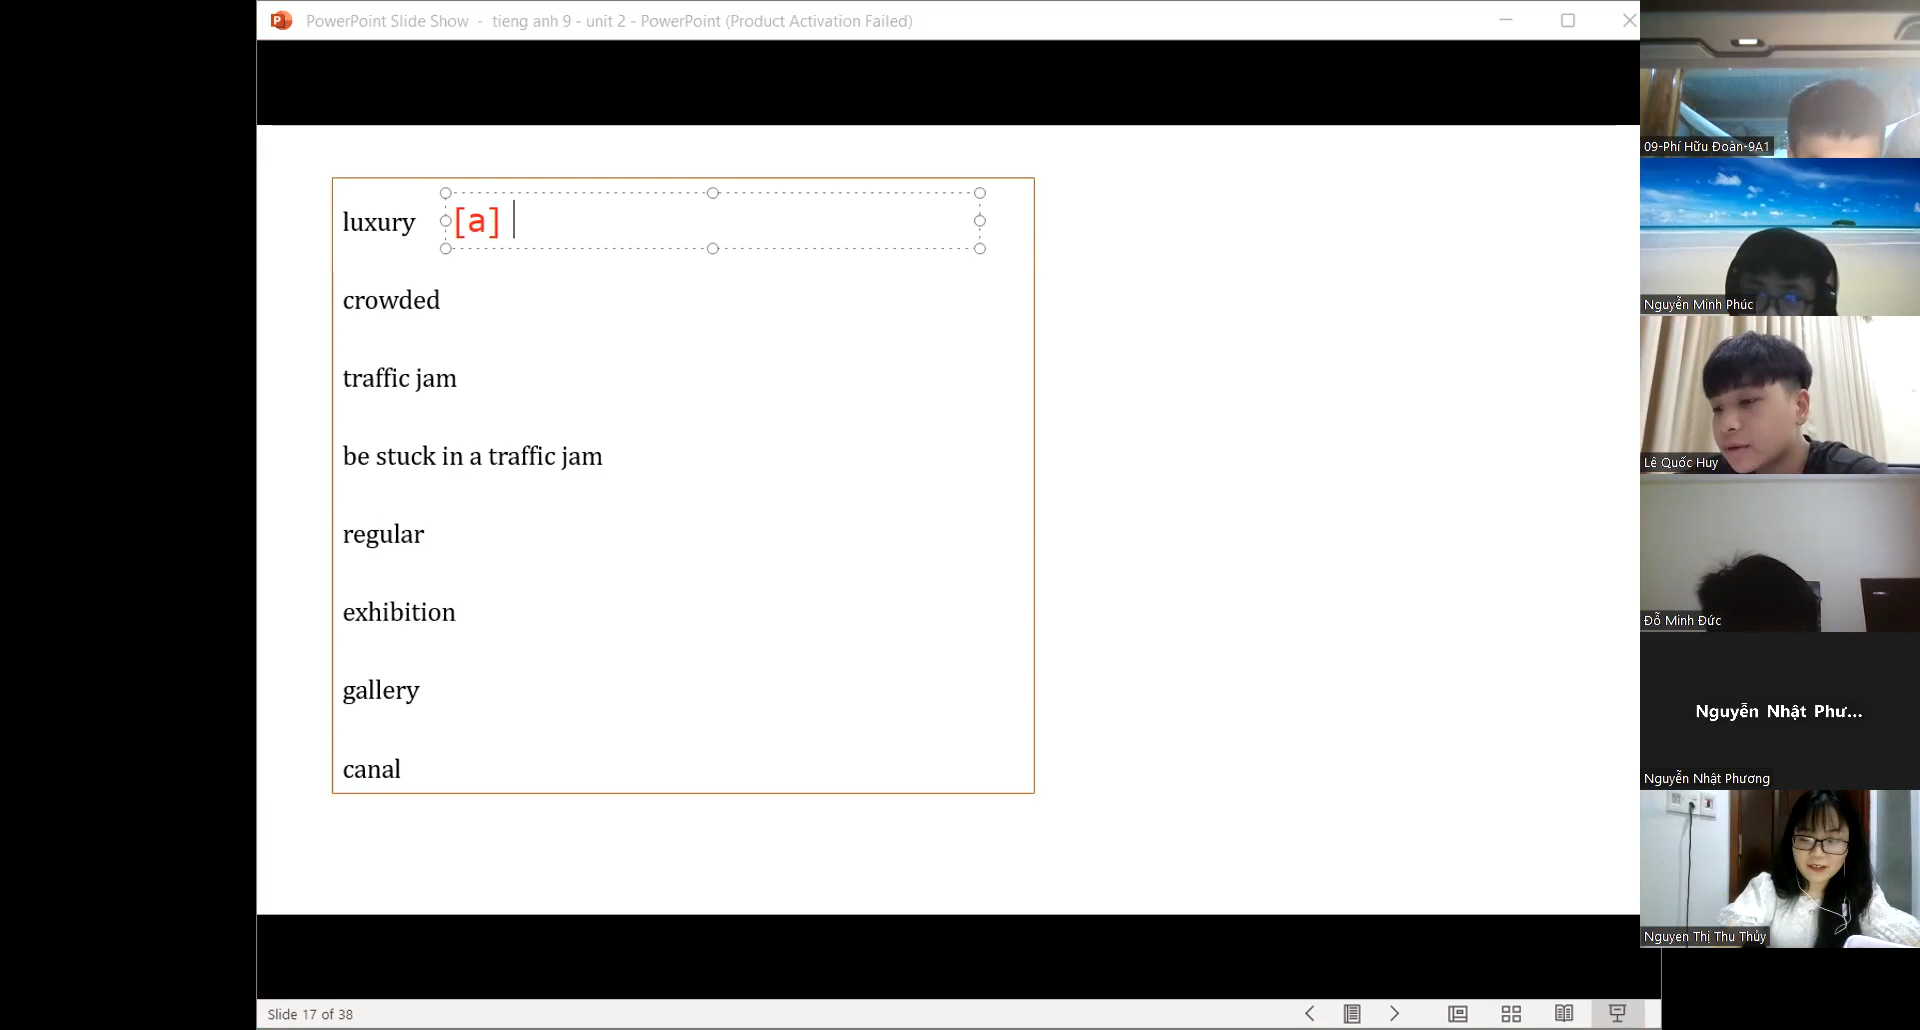 PowerPoint Slide Show - tieng anh 9 - unit 2 - PowerPoint (Product Activation Failed)
luxury [a]
crowded
traffic jam
be stuck in a traffic jam
regular
exhibition
gallery
canal
Slide 17 of 38
09-Phí Hữu Đoàn-9A1
Nguyễn Minh Phúc
Lê Quốc Huy
Đỗ Minh Đức
Nguyễn Nhật Phư...
Nguyễn Nhật Phương
Nguyen Thị Thu Thủy